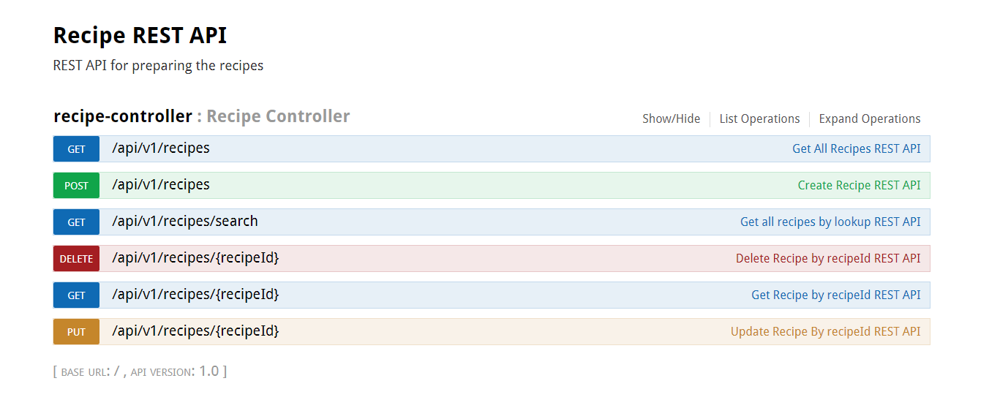 Recipe REST API
REST API for preparing the recipes
recipe-controller : Recipe Controller Show/Hide List Operations Expand Operations
GET /api/v1/recipes Get All Recipes REST API
POST /api/v1/recipes Create Recipe REST API
GET /api/v1/recipes/search Get all recipes by lookup REST API
DELETE /api/v1/recipes/{recipeId} Delete Recipe by recipeId REST API
GET /api/v1/recipes/{recipeId} Get Recipe by recipeId REST API
PUT /api/v1/recipes/{recipeId} Update Recipe By recipeId REST API
[ BASE URL: / , API VERSION: 1.0 ]